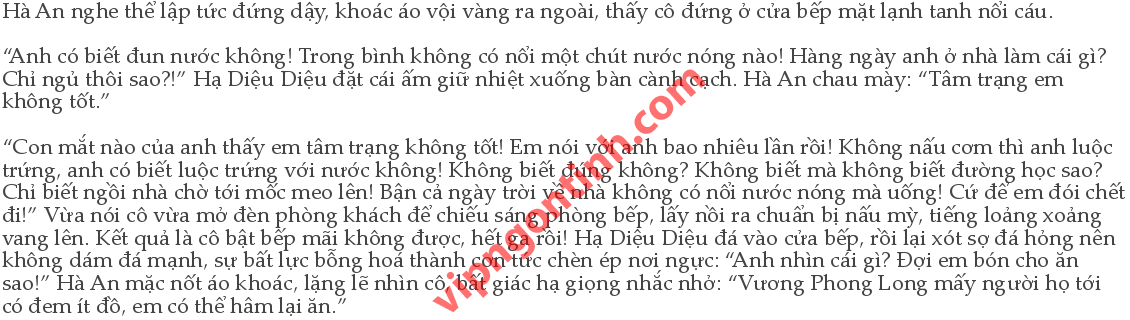 Hà An nghe thế lập tức đứng dậy, khoác áo vội vàng ra ngoài, thấy cô đứng ở cửa bếp mặt lạnh tanh nổi cáu.
“Anh có biết đun nước không! Trong bình không có nổi một chút nước nóng nào! Hàng ngày anh ở nhà làm cái gì?
Chỉ ngủ thôi sao?!” Hạ Diệu Diệu đặt cái ấm giữ nhiệt xuống bàn cành cạch. Hà An chau mày: “Tâm trạng em
không tốt.”
“Con mắt nào của anh thấy em tâm trạng không tốt! Em nói với anh bao nhiêu lần rồi! Không nấu cơm thì anh luộc
trứng, anh có biết luộc trứng với nước không! Không biết đúng không? Không biết mà không biết đường học sao?
Chỉ biết ngồi nhà chờ tới mốc meo lên! Bận cả ngày trời về nhà không có nổi nước nóng mà uống! Cứ để em đói chết
đi!” Vừa nói cô vừa mở đèn phòng khách để chiếu sáng phòng bếp, lấy nồi ra chuẩn bị nấu mỳ, tiếng loảng xoảng
vang lên. Kết quả là cô bật bếp mãi không được, hết ga rồi! Hạ Diệu Diệu đá vào cửa bếp, rồi lại xót sợ đá hỏng nên
không dám đá mạnh, sự bất lực bỗng hoá thành cơn tức chèn ép nơi ngực: “Anh nhìn cái gì? Đợi em bón cho ăn
sao!” Hà An mặc nốt áo khoác, lặng lẽ nhìn cô, bất giác hạ giọng nhắc nhở: “Vương Phong Long mấy người họ tới
có đem ít đồ, em có thể hâm lại ăn.”
vipngontinh.com